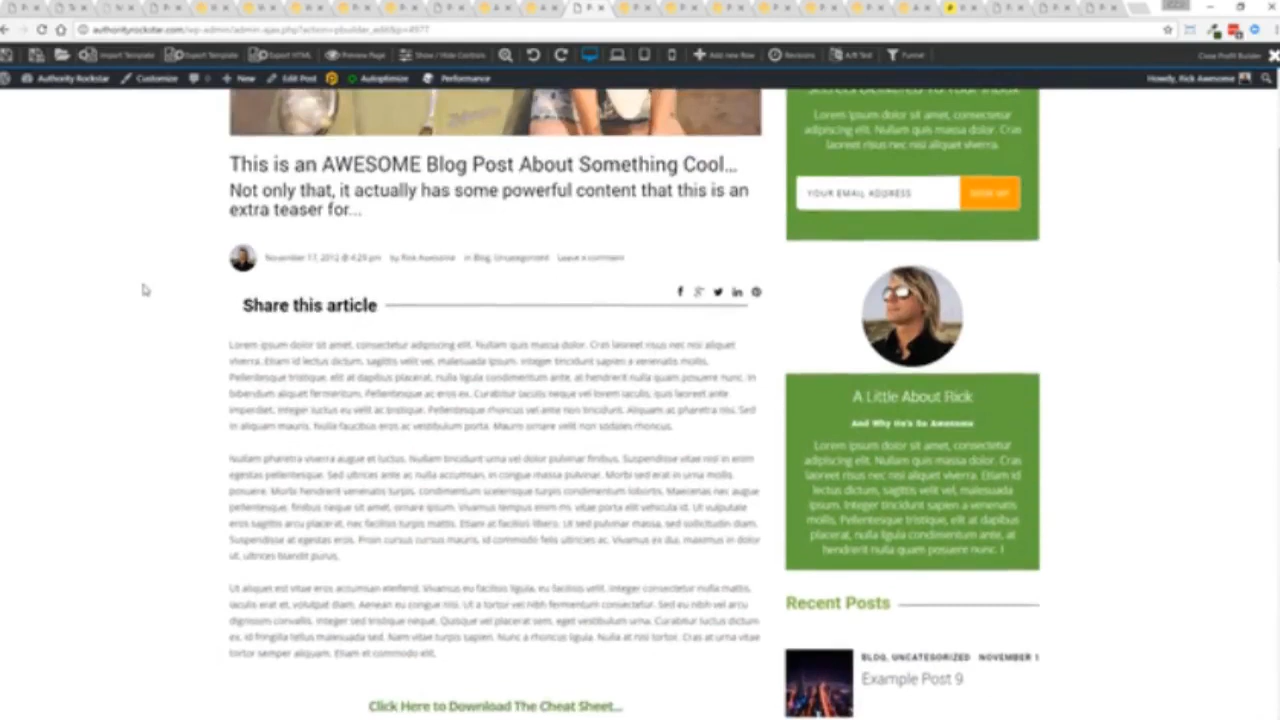 authorityrockstar.com/wp-admin/admin-ajax.php?action=pbuilder_edit&p=4977
Import Template Export Template Export HTML Preview Page Show / Hide Controls Add new Row Revisions A/B Test Funnel Close Profit Builder
Authority Rockstar Customize 0 New Edit Post Autoptimize Performance Howdy, Rick Awesome
This is an AWESOME Blog Post About Something Cool...
Not only that, it actually has some powerful content that this is an
extra teaser for...
November 17, 2012 @ 4:29 pm by Rick Awesome in Blog, Uncategorized Leave a comment
Share this article
Lorem ipsum dolor sit amet, consectetur adipiscing elit. Nullam quis massa dolor. Cras laoreet risus nec nisi aliquet
viverra. Etiam id lectus dictum, sagittis velit vel, malesuada ipsum. Integer tincidunt sapien a venenatis mollis.
Pellentesque tristique, elit at dapibus placerat, nulla ligula condimentum ante, at hendrerit nulla quam posuere nunc. In
bibendum aliquet fermentum. Pellentesque ac eros ex. Curabitur iaculis neque vel lorem iaculis, quis laoreet ante
imperdiet. Integer luctus eu velit ac tristique. Pellentesque rhoncus vel ante non tincidunt. Aliquam ac pharetra nisi. Sed
in aliquam mauris. Nulla faucibus eros ac vestibulum porta. Mauris ornare velit non sodales rhoncus.
Nullam pharetra viverra augue et luctus. Nullam tincidunt urna vel dolor pulvinar finibus. Suspendisse vitae nisl in enim
egestas pellentesque. Sed ultrices ante ac nulla accumsan, in congue massa pulvinar. Morbi sed erat in urna mollis
posuere. Morbi hendrerit venenatis turpis, condimentum scelerisque turpis condimentum lobortis. Maecenas nec augue
pellentesque, finibus neque sit amet, ornare ipsum. Vivamus tempus enim mi, vitae porta elit vehicula id. Ut vulputate
eros sagittis arcu placerat, nec facilisis turpis mattis. Etiam at facilisis libero. Ut sed pulvinar massa, sed sollicitudin diam.
Suspendisse at egestas eros. Proin cursus cursus mauris, id commodo felis ultricies ac. Vivamus ex dui, maximus in dolor
ut, ultrices blandit purus.
Ut aliquet est vitae eros accumsan eleifend. Vivamus eu facilisis ligula, eu facilisis velit. Integer consectetur nulla mattis,
iaculis erat et, volutpat diam. Aenean eu congue nisi. Ut a tortor vel nibh fermentum consectetur. Sed eu nibh vel arcu
dignissim convallis. Integer sed tristique neque. Quisque vel placerat sem, eget vestibulum urna. Curabitur luctus dictum
ex, id fringilla tellus malesuada sed. Nam vitae turpis sapien. Nunc a rhoncus ligula. Nulla at nisi tortor. Cras at urna vitae
tortor semper aliquam. Etiam et commodo elit.
Click Here to Download The Cheat Sheet...
Secrets Delivered To Your Inbox
Lorem ipsum dolor sit amet, consectetur
adipiscing elit. Nullam quis massa dolor. Cras
laoreet risus nec nisi aliquet viverra.
YOUR EMAIL ADDRESS
A Little About Rick
And Why He's So Awesome
Lorem ipsum dolor sit amet, consectetur
adipiscing elit. Nullam quis massa dolor. Cras
laoreet risus nec nisi aliquet viverra. Etiam id
lectus dictum, sagittis velit vel, malesuada
ipsum. Integer tincidunt sapien a venenatis
mollis. Pellentesque tristique, elit at dapibus
placerat, nulla ligula condimentum ante, at
hendrerit nulla quam posuere nunc. I
Recent Posts
BLOG, UNCATEGORIZED NOVEMBER 1
Example Post 9